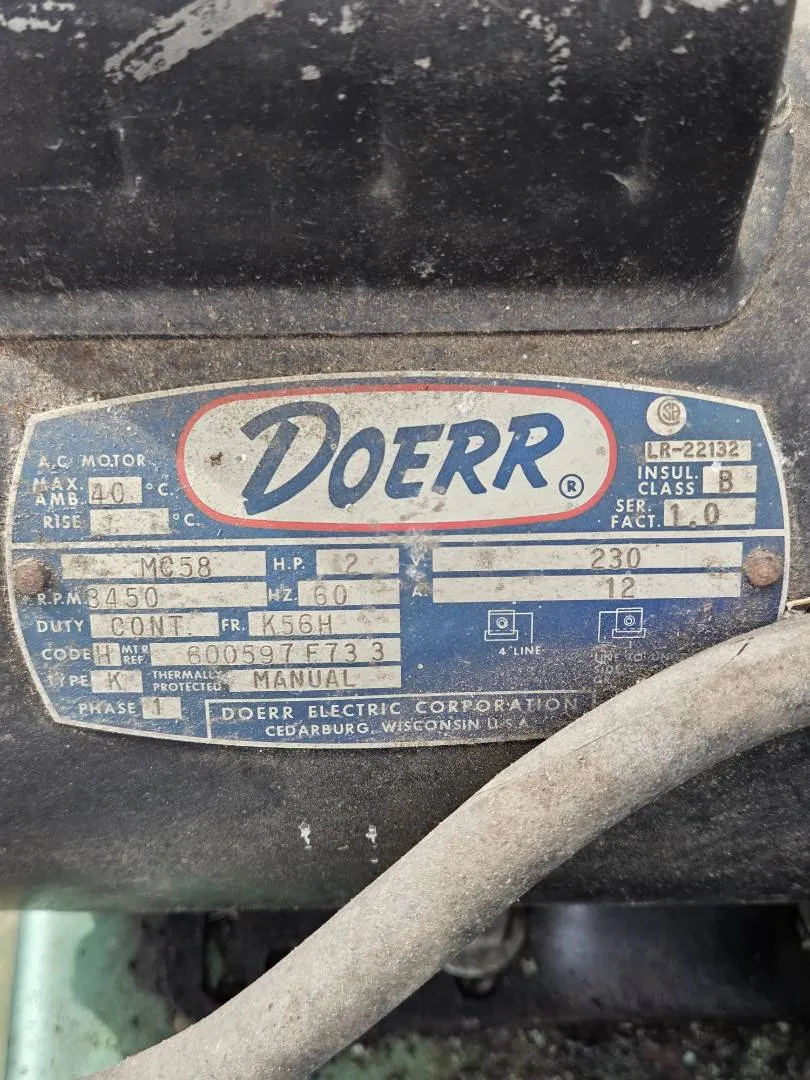 DOERR ®
CSA
A.C. MOTOR
LR-22132
MAX. AMB. 40 °C.
INSUL. CLASS B
RISE °C.
SER. FACT. 1.0
MC58 H.P. 2 V. 230
R.P.M. 3450 HZ. 60 A. 12
DUTY CONT. FR. K56H
CODE H MTR REF. 600597 F73 3
4" LINE
TYPE K THERMALLY PROTECTED MANUAL
PHASE 1
DOERR ELECTRIC CORPORATION
CEDARBURG, WISCONSIN U.S.A.